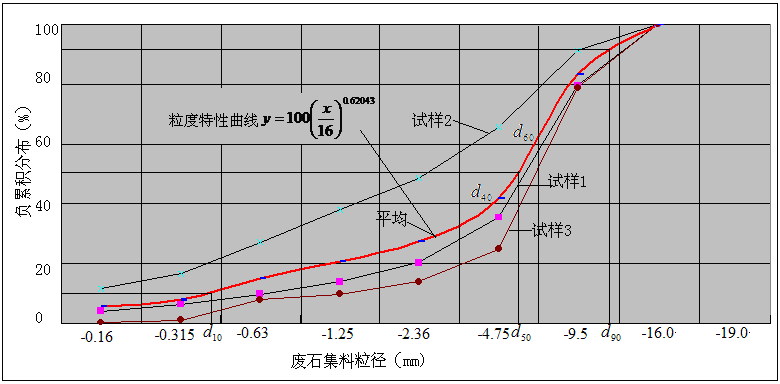 100
80
60
40
20
0
负累积分布（%）
粒度特性曲线 y=100(x/16)^0.62043
试样2
d60
d40
试样1
平均
试样3
-0.16 -0.315 d10 -0.63 -1.25 -2.36 -4.75 d50 -9.5 d90 -16.0 -19.0
废石集料粒径（mm）